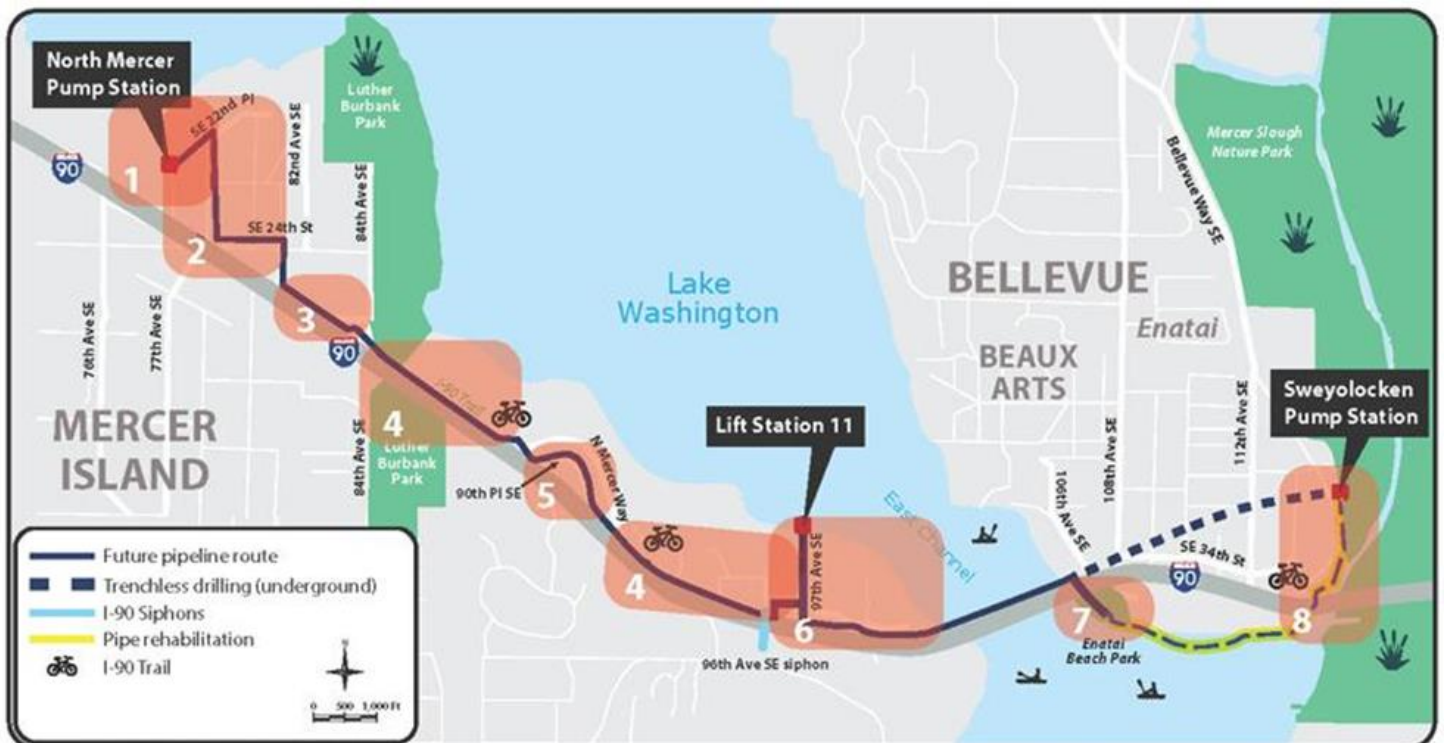 North Mercer
Pump Station
SE 22nd Pl
82nd Ave SE
Luther
Burbank
Park
90
1
2
SE 24th St
84th Ave SE
3
90
76th Ave SE
77th Ave SE
MERCER
ISLAND
I-90 Trail
4
84th Ave SE
Luther
Burbank
Park
90th Pl SE
5
N Mercer Way
4
Lake
Washington
Lift Station 11
97th Ave SE
6
96th Ave SE siphon
East Channel
Bellevue Way SE
Mercer Slough
Nature Park
BELLEVUE
Enatai
BEAUX
ARTS
Sweyolocken
Pump Station
112th Ave SE
108th Ave SE
106th Ave SE
SE 34th St
90
7
8
Enatai
Beach Park
Future pipeline route
Trenchless drilling (underground)
I-90 Siphons
Pipe rehabilitation
I-90 Trail
N
0 500 1,000 Ft